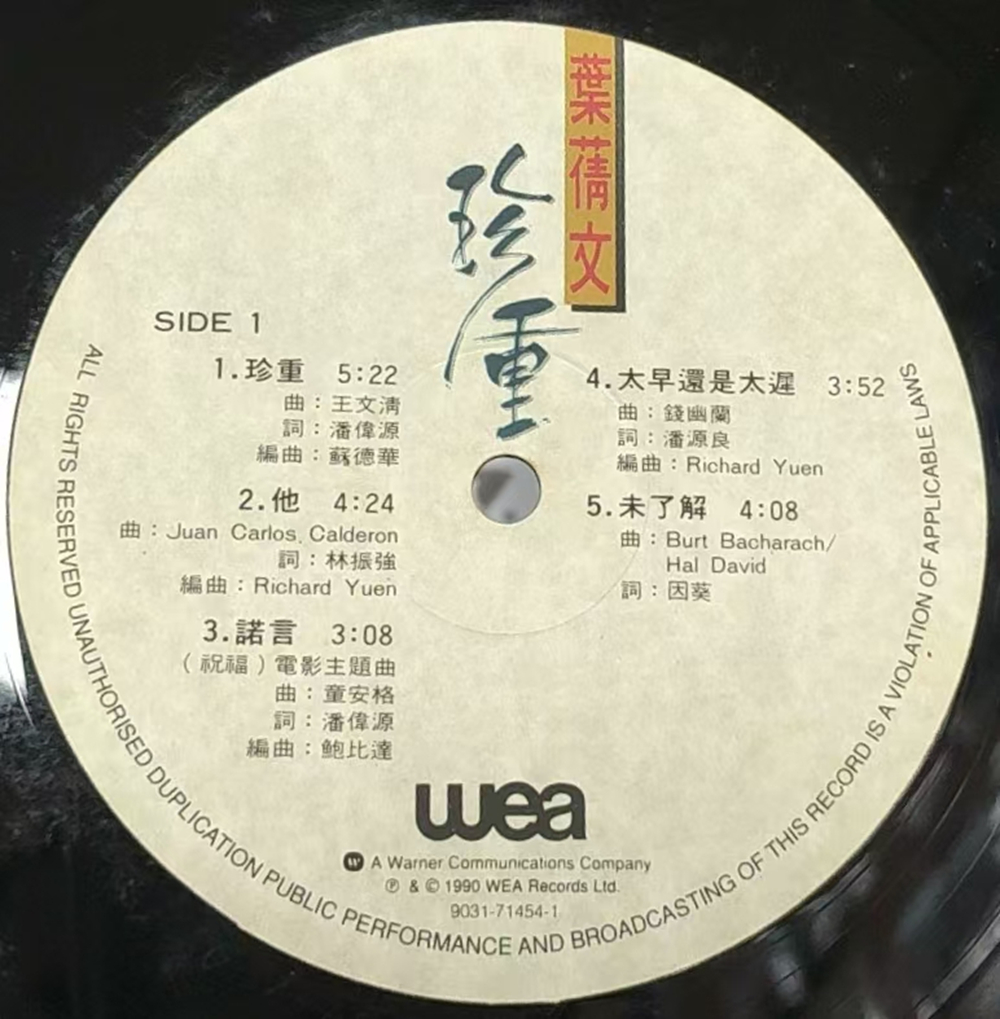 葉蒨文
珍重
SIDE 1
1.珍重 5:22
曲：王文清
詞：潘偉源
編曲：蘇德華
2.他 4:24
曲：Juan Carlos. Calderon
詞：林振強
編曲：Richard Yuen
3.諾言 3:08
（祝福）電影主題曲
曲：童安格
詞：潘偉源
編曲：鮑比達
4.太早還是太遲 3:52
曲：錢幽蘭
詞：潘源良
編曲：Richard Yuen
5.未了解 4:08
曲：Burt Bacharach/
Hal David
詞：因葵
wea
A Warner Communications Company
℗ & © 1990 WEA Records Ltd.
9031-71454-1
ALL RIGHTS RESERVED UNAUTHORISED DUPLICATION PUBLIC PERFORMANCE AND BROADCASTING OF THIS RECORD IS A VIOLATION OF APPLICABLE LAWS